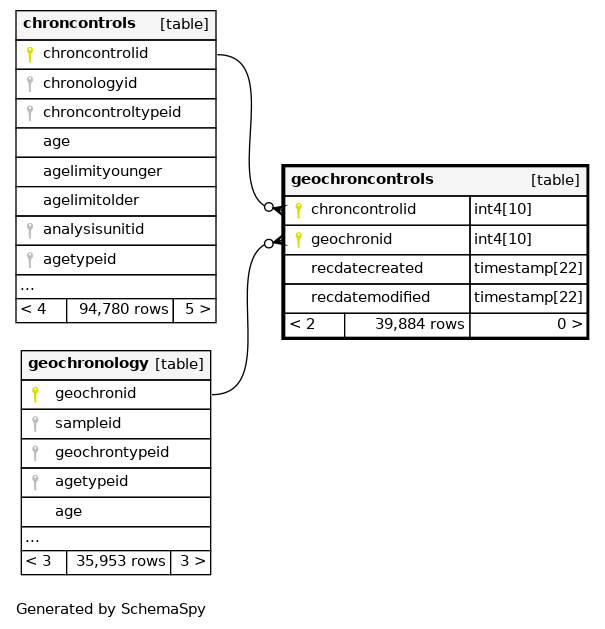 chroncontrols [table]
chroncontrolid
chronologyid
chroncontroltypeid
age
agelimityounger
agelimitolder
analysisunitid
agetypeid
...
< 4 94,780 rows 5 >
geochroncontrols [table]
chroncontrolid int4[10]
geochronid int4[10]
recdatecreated timestamp[22]
recdatemodified timestamp[22]
< 2 39,884 rows 0 >
geochronology [table]
geochronid
sampleid
geochrontypeid
agetypeid
age
...
< 3 35,953 rows 3 >
Generated by SchemaSpy